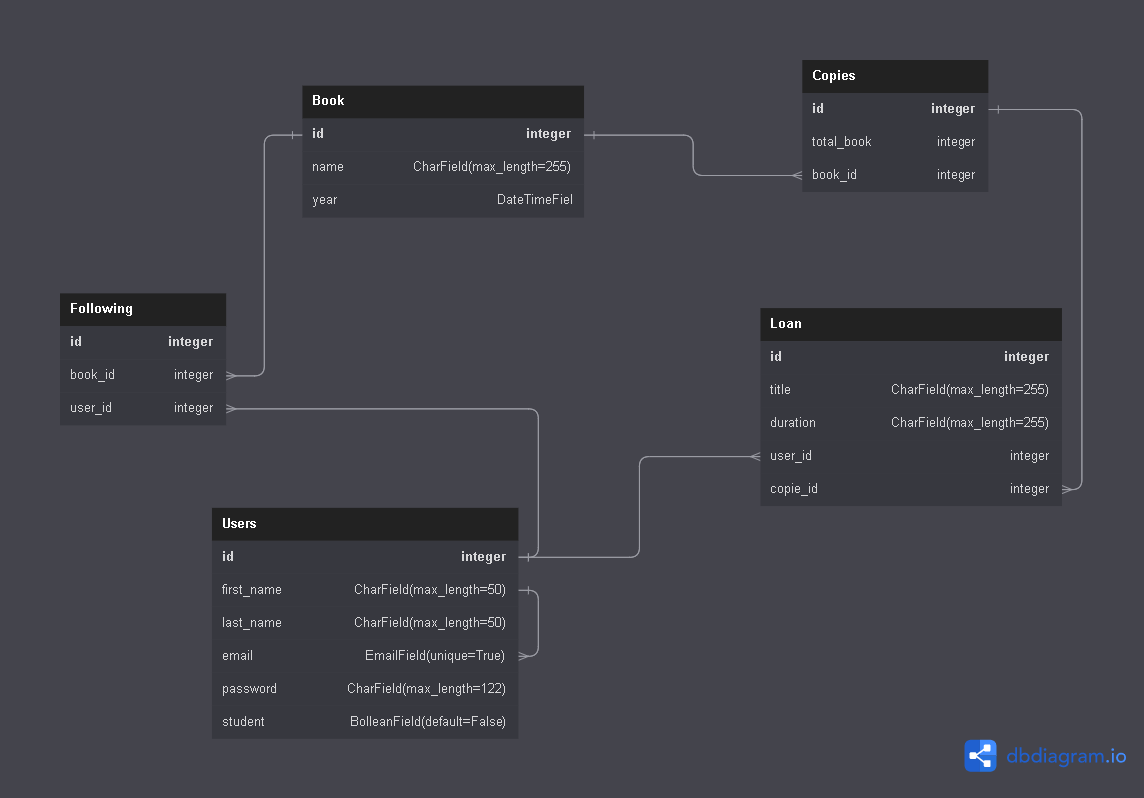 Book
id integer
name CharField(max_length=255)
year DateTimeFiel
Copies
id integer
total_book integer
book_id integer
Following
id integer
book_id integer
user_id integer
Loan
id integer
title CharField(max_length=255)
duration CharField(max_length=255)
user_id integer
copie_id integer
Users
id integer
first_name CharField(max_length=50)
last_name CharField(max_length=50)
email EmailField(unique=True)
password CharField(max_length=122)
student BolleanField(default=False)
dbdiagram.io